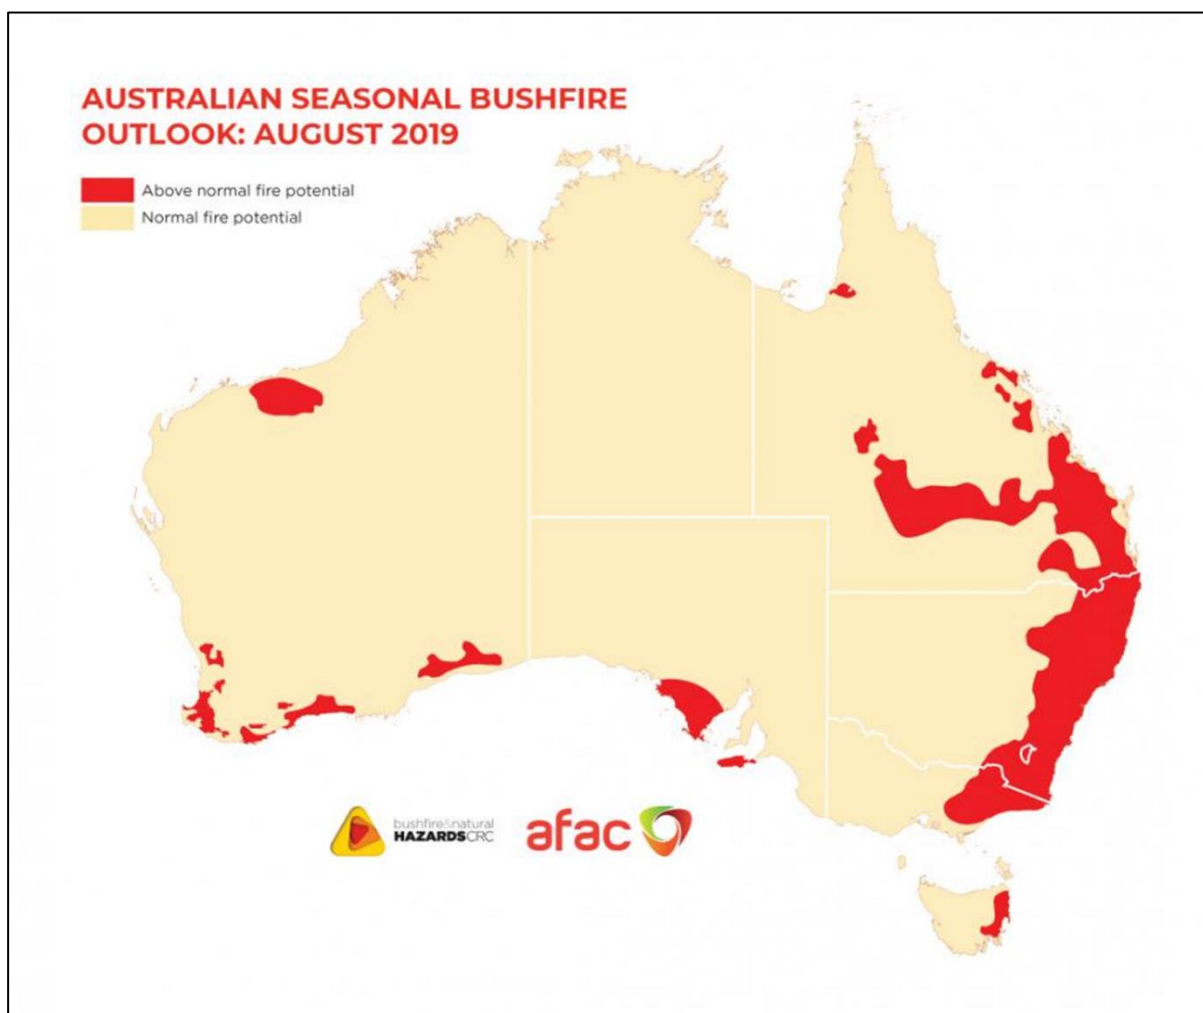 AUSTRALIAN SEASONAL BUSHFIRE
OUTLOOK: AUGUST 2019
Above normal fire potential
Normal fire potential
bushfire&natural
HAZARDSCRC
afac